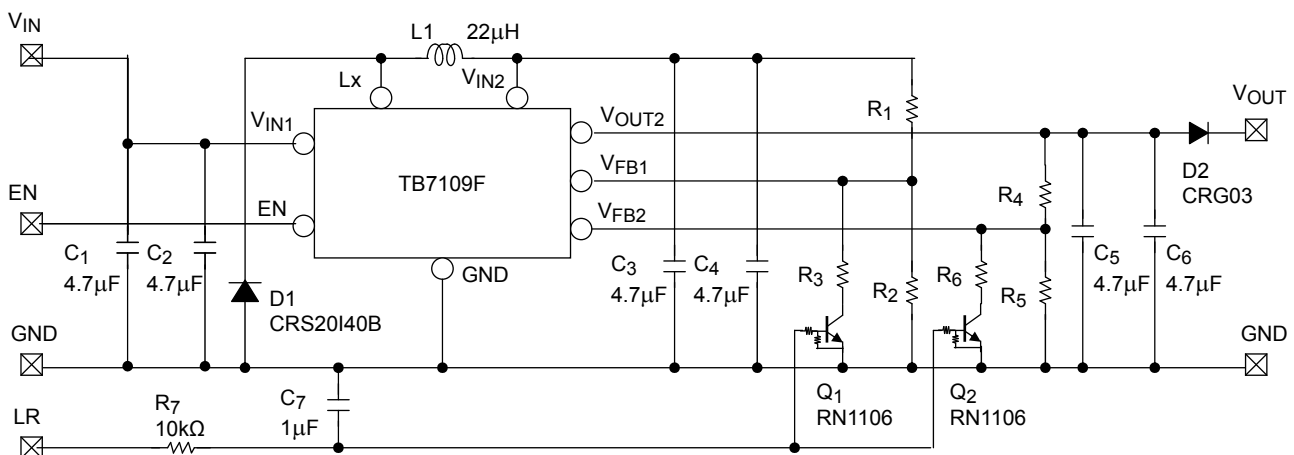 VIN
L1 22μH
Lx
VIN2
VIN1
VOUT2
R1
VOUT
VFB1
TB7109F
EN
EN
VFB2
R4
D2
CRG03
C1
4.7μF
C2
4.7μF
GND
D1
CRS20I40B
C3
4.7μF
C4
4.7μF
R3
R2
R6
R5
C5
4.7μF
C6
4.7μF
GND
GND
LR
R7
10kΩ
C7
1μF
Q1
RN1106
Q2
RN1106